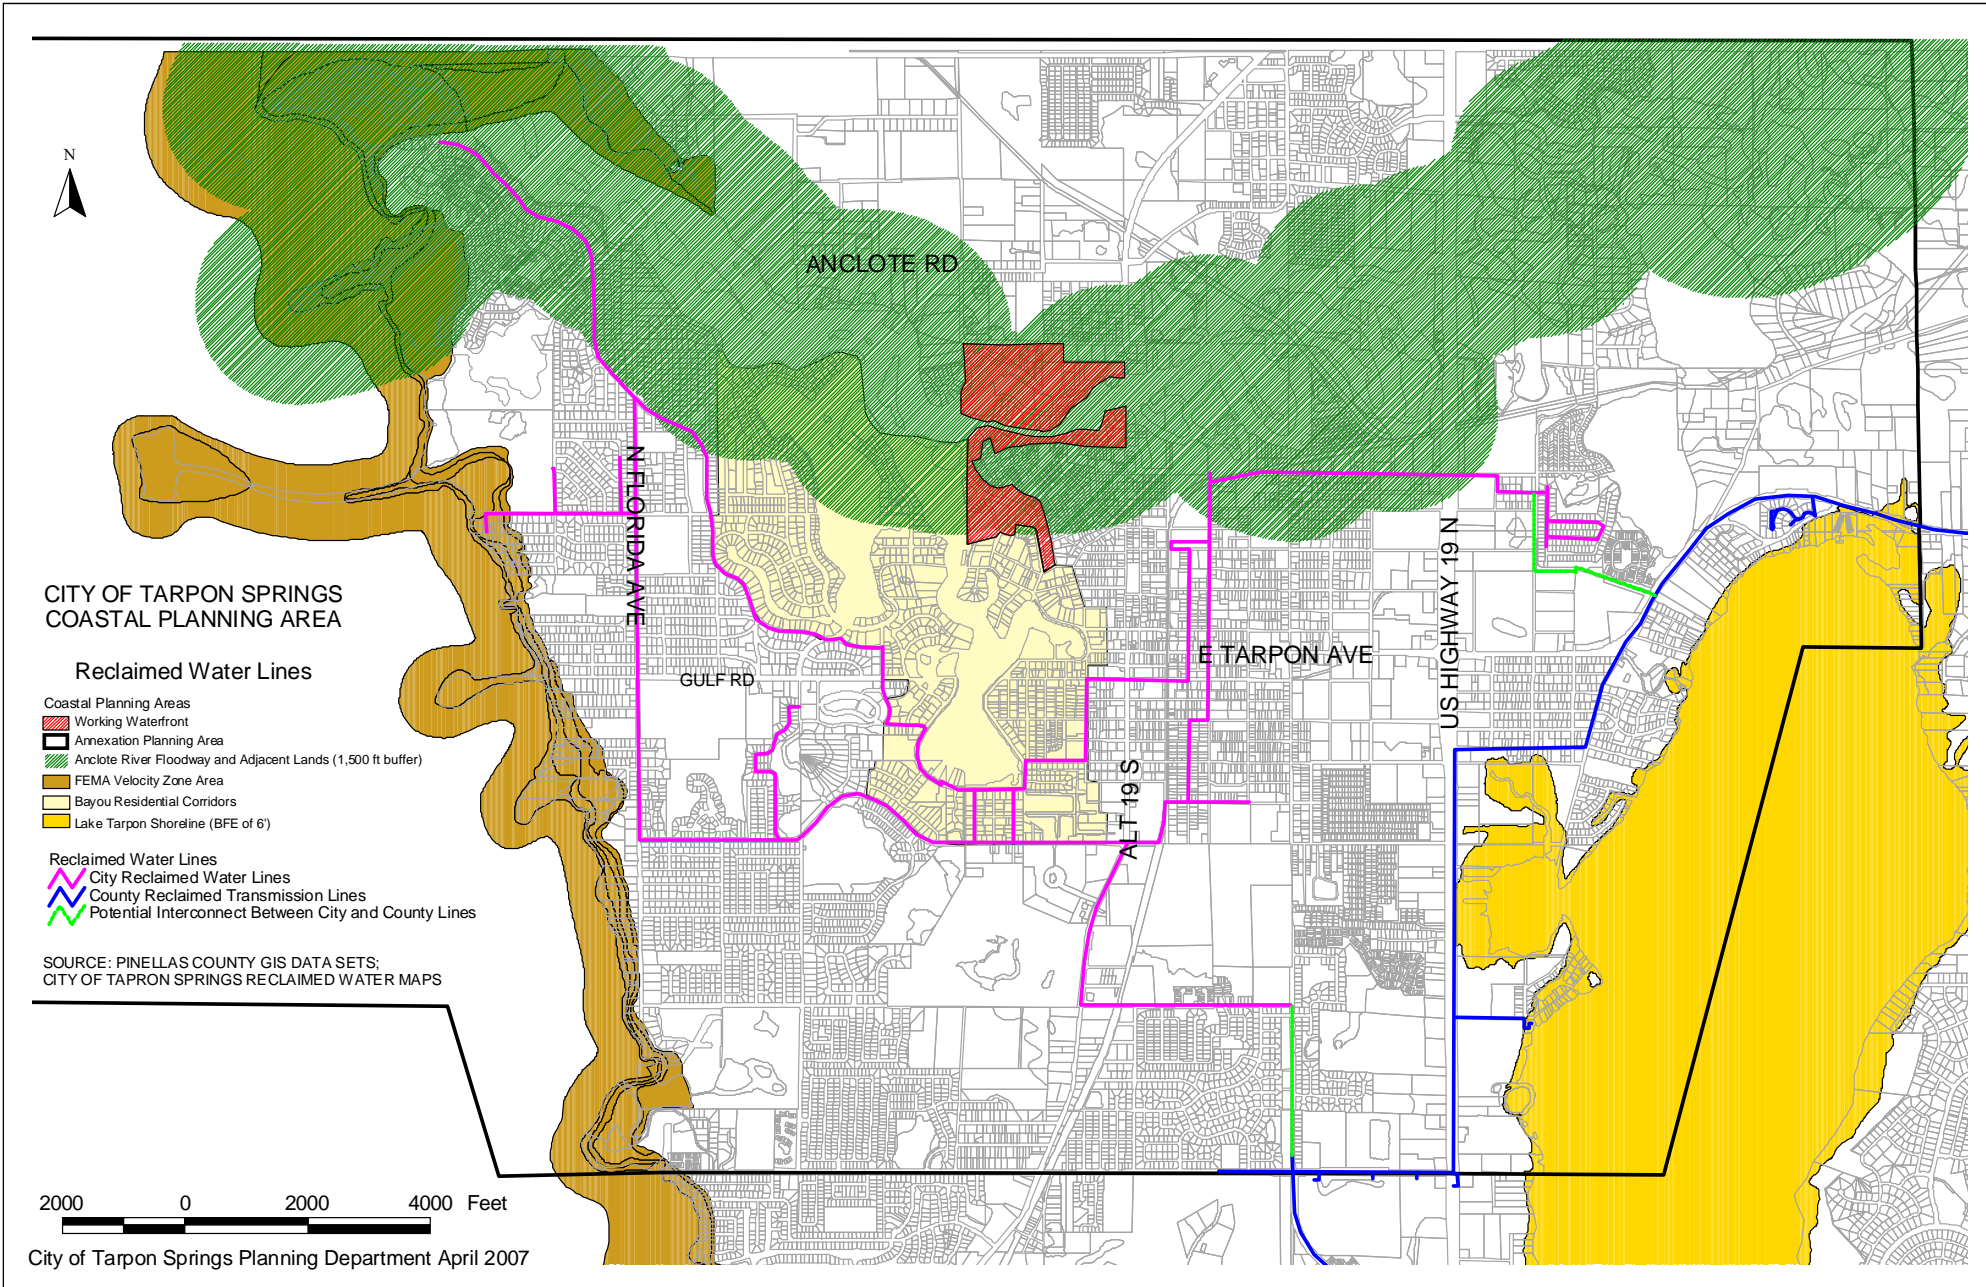 N
ANCLOTE RD
N FLORIDA AVE
US HIGHWAY 19 N
CITY OF TARPON SPRINGS
COASTAL PLANNING AREA
E TARPON AVE
Reclaimed Water Lines
GULF RD
Coastal Planning Areas
Working Waterfront
Annexation Planning Area
Anclote River Floodway and Adjacent Lands (1,500 ft buffer)
FEMA Velocity Zone Area
Bayou Residential Corridors
Lake Tarpon Shoreline (BFE of 6')
ALT 19 S
Reclaimed Water Lines
City Reclaimed Water Lines
County Reclaimed Transmission Lines
Potential Interconnect Between City and County Lines
SOURCE: PINELLAS COUNTY GIS DATA SETS;
CITY OF TAPRON SPRINGS RECLAIMED WATER MAPS
2000 0 2000 4000 Feet
City of Tarpon Springs Planning Department April 2007